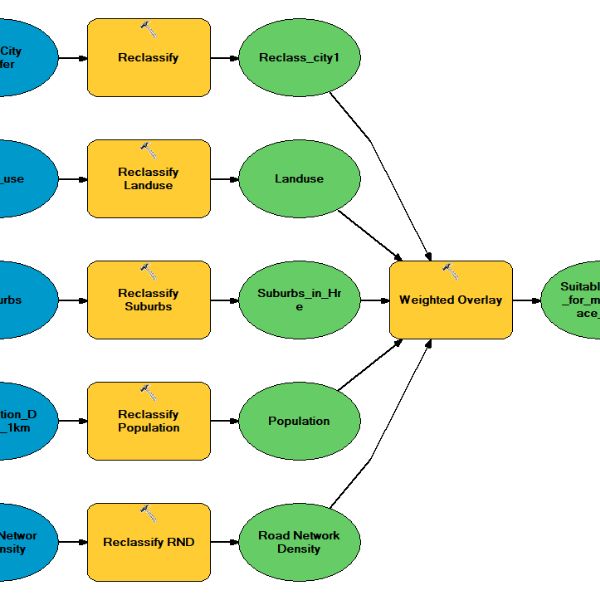 City
fer
Reclassify
Reclass_city1
_use
Reclassify
Landuse
Landuse
urbs
Reclassify
Suburbs
Suburbs_in_Hr
e
Weighted Overlay
Suitabl
_for_m
ace_
tion_D
_1km
Reclassify
Population
Population
Networ
nsity
Reclassify RND
Road Network
Density